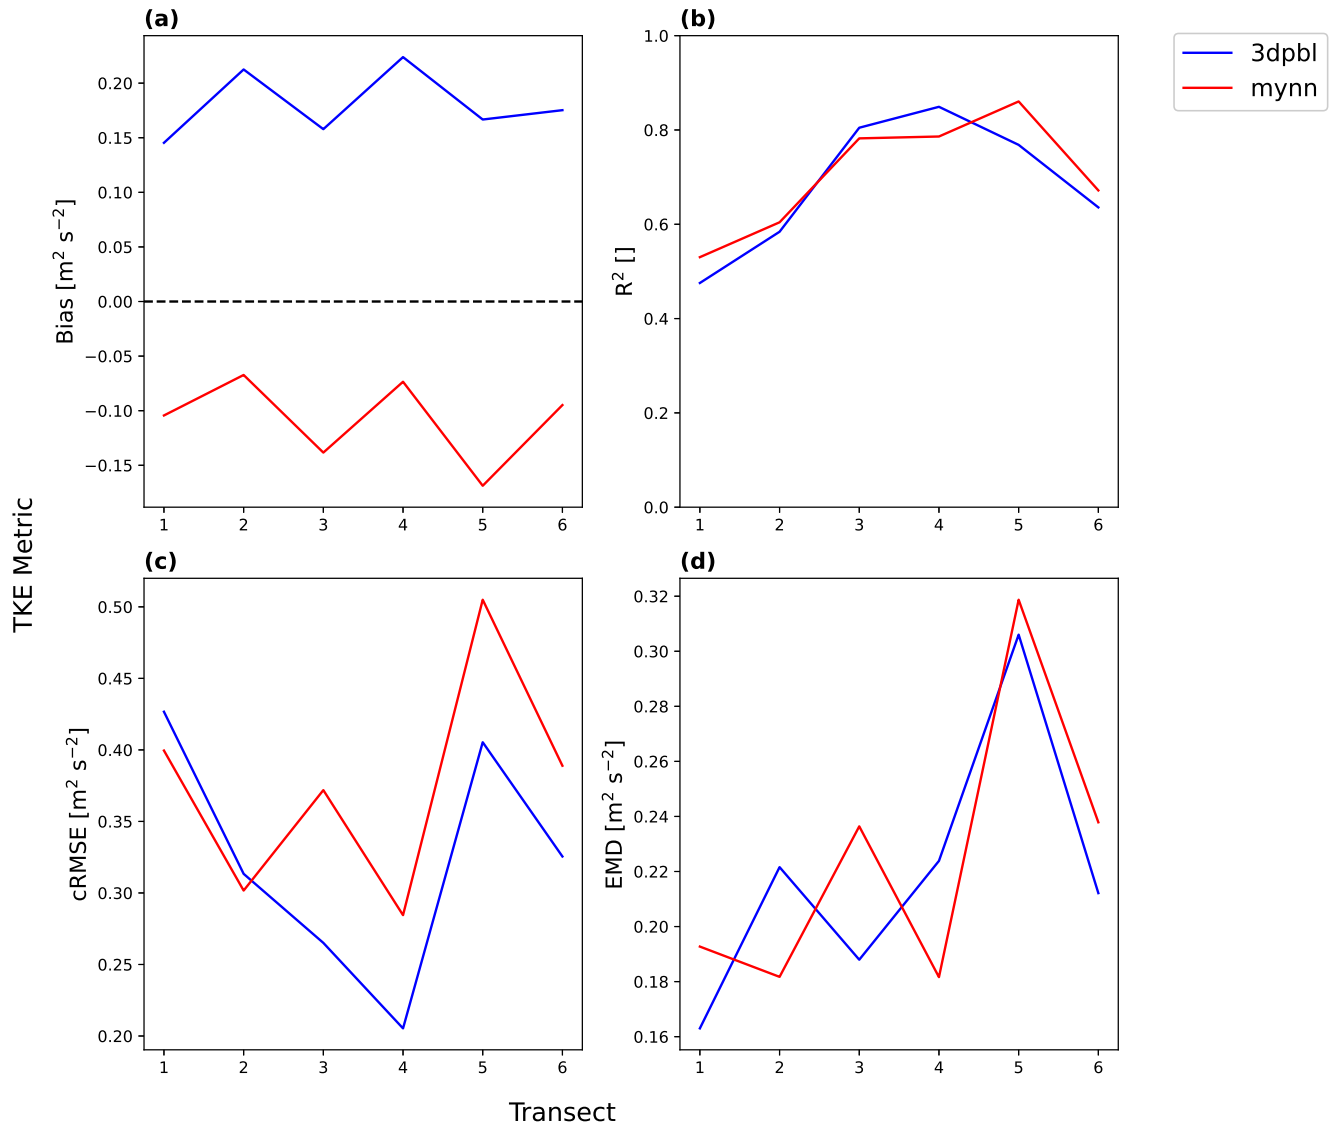 (a)
0.20
0.15
0.10
0.05
0.00
−0.05
−0.10
−0.15
Bias [m² s⁻²]
1 2 3 4 5 6
(b)
1.0
0.8
0.6
0.4
0.2
0.0
R² []
1 2 3 4 5 6
3dpbl
mynn
TKE Metric
(c)
0.50
0.45
0.40
0.35
0.30
0.25
0.20
cRMSE [m² s⁻²]
1 2 3 4 5 6
(d)
0.32
0.30
0.28
0.26
0.24
0.22
0.20
0.18
0.16
EMD [m² s⁻²]
1 2 3 4 5 6
Transect